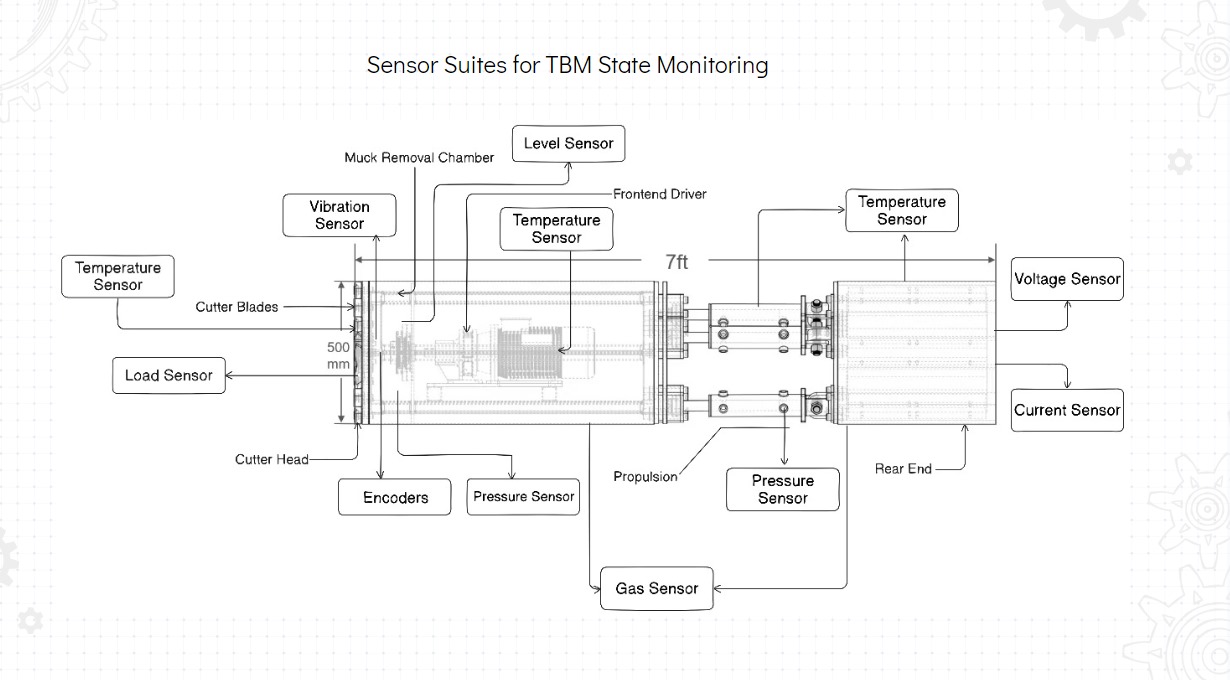 Sensor Suites for TBM State Monitoring
Level Sensor
Muck Removal Chamber
Frontend Driver
Vibration
Sensor
Temperature
Sensor
Temperature
Sensor
7ft
Temperature
Sensor
Voltage Sensor
Cutter Blades
500
mm
Load Sensor
Current Sensor
Cutter Head
Encoders
Pressure Sensor
Propulsion
Pressure
Sensor
Rear End
Gas Sensor